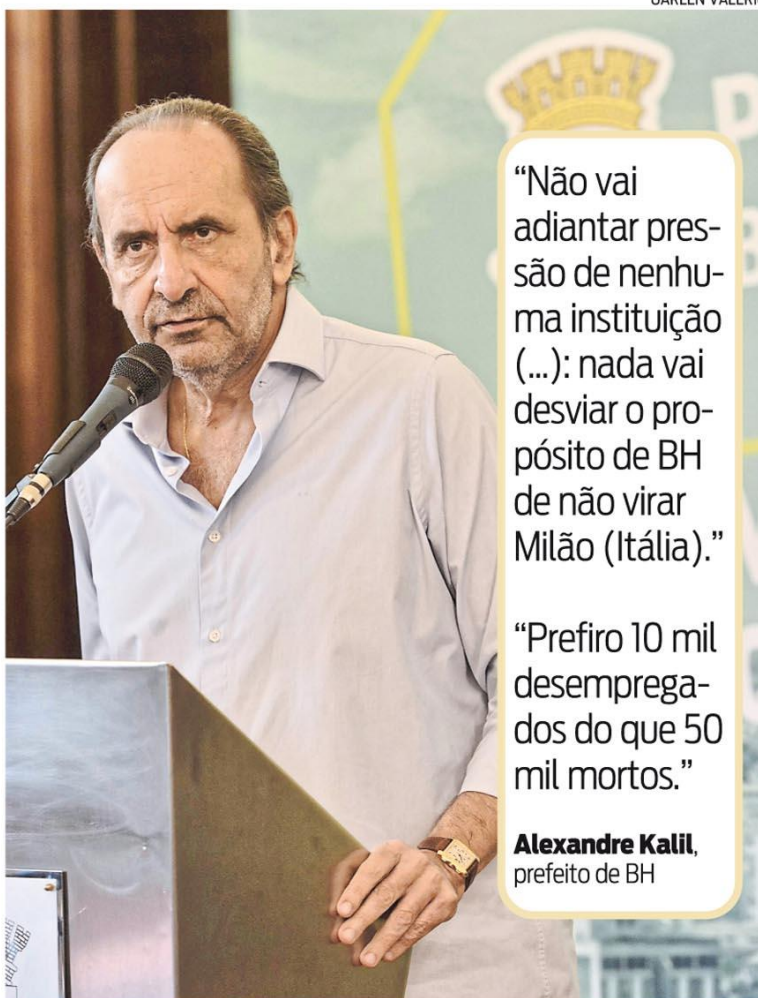 “Não vai
adiantar pres-
são de nenhu-
ma instituição
(...): nada vai
desviar o pro-
pósito de BH
de não virar
Milão (Itália).”
“Prefiro 10 mil
desemprega-
dos do que 50
mil mortos.”
Alexandre Kalil,
prefeito de BH